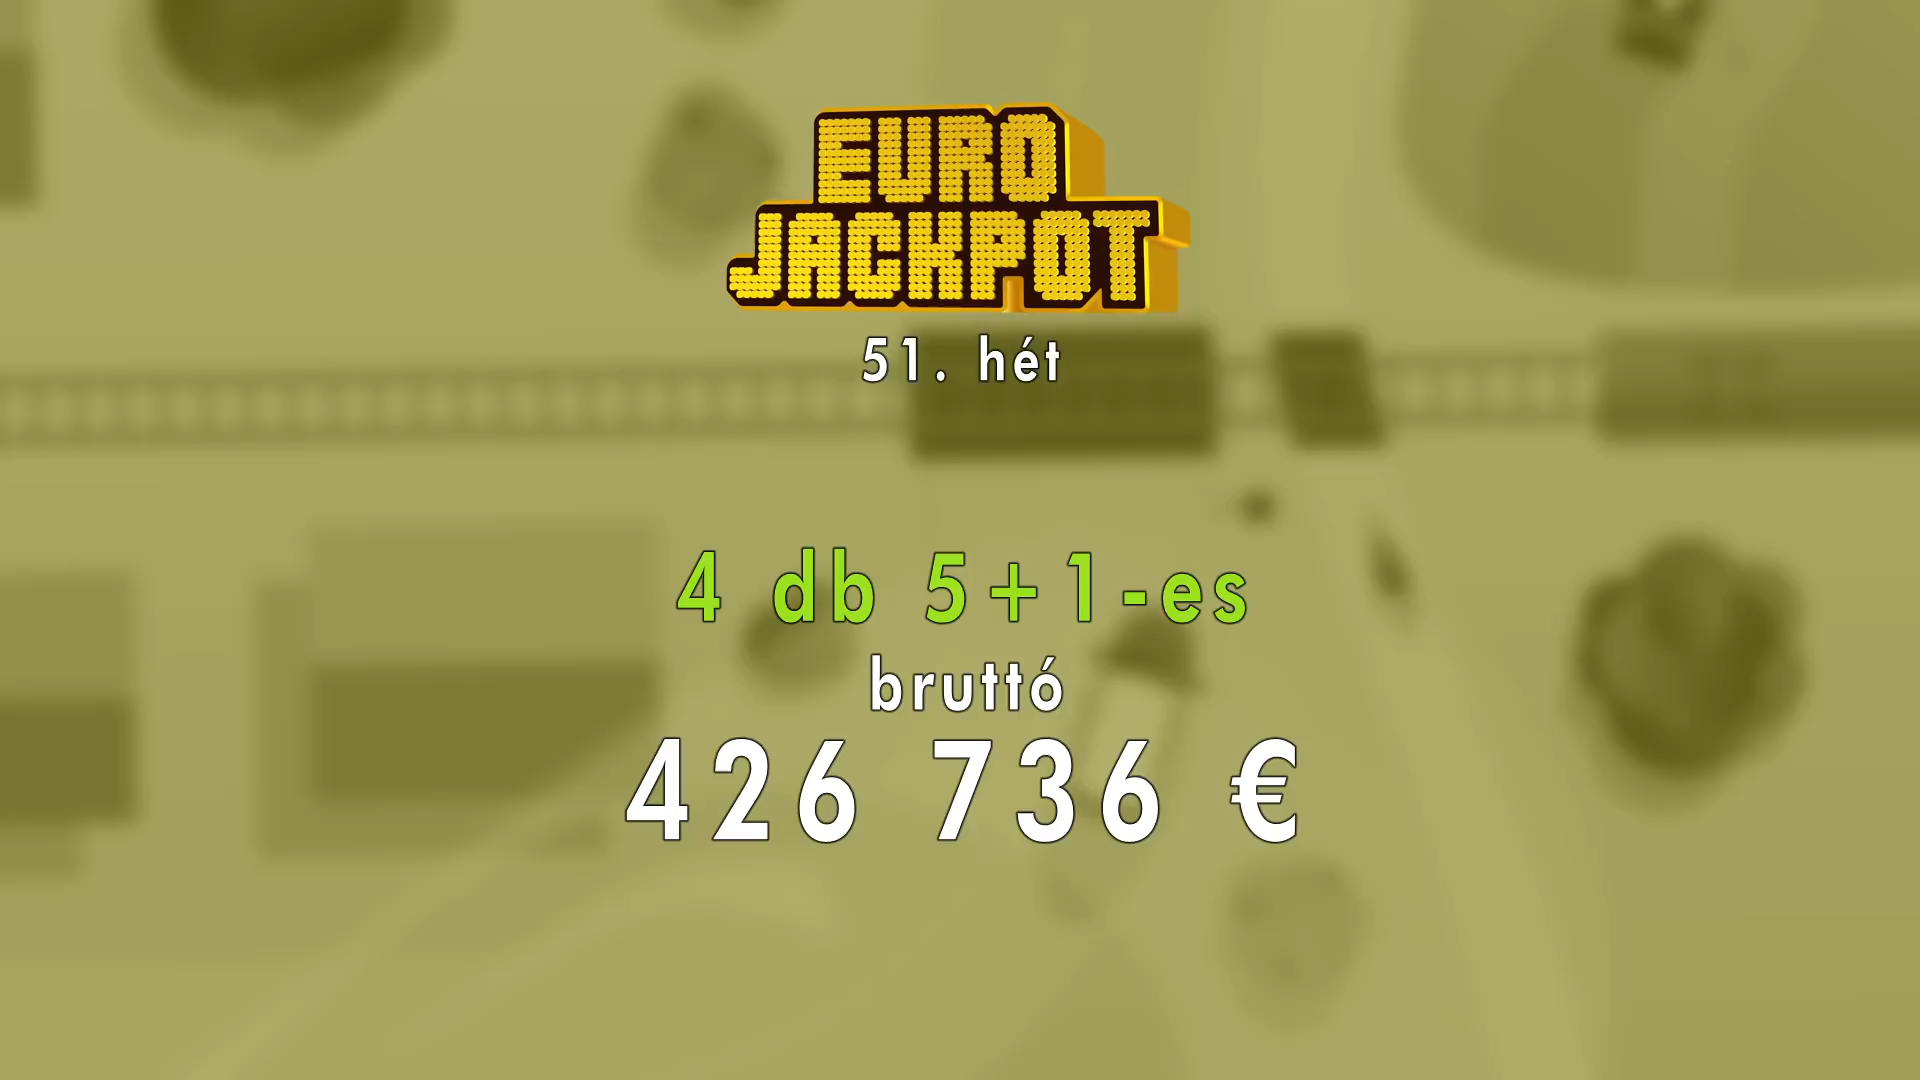 EURO
JACKPOT
51. hét
4 db 5+1-es
bruttó
426 736 €